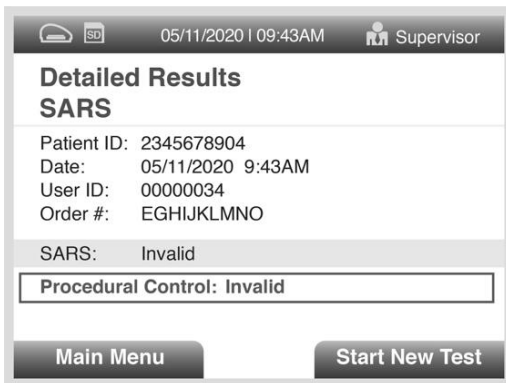 SD 05/11/2020 | 09:43AM Supervisor
Detailed Results
SARS
Patient ID: 2345678904
Date: 05/11/2020 9:43AM
User ID: 00000034
Order #: EGHIJKLMNO
SARS: Invalid
Procedural Control: Invalid
Main Menu Start New Test